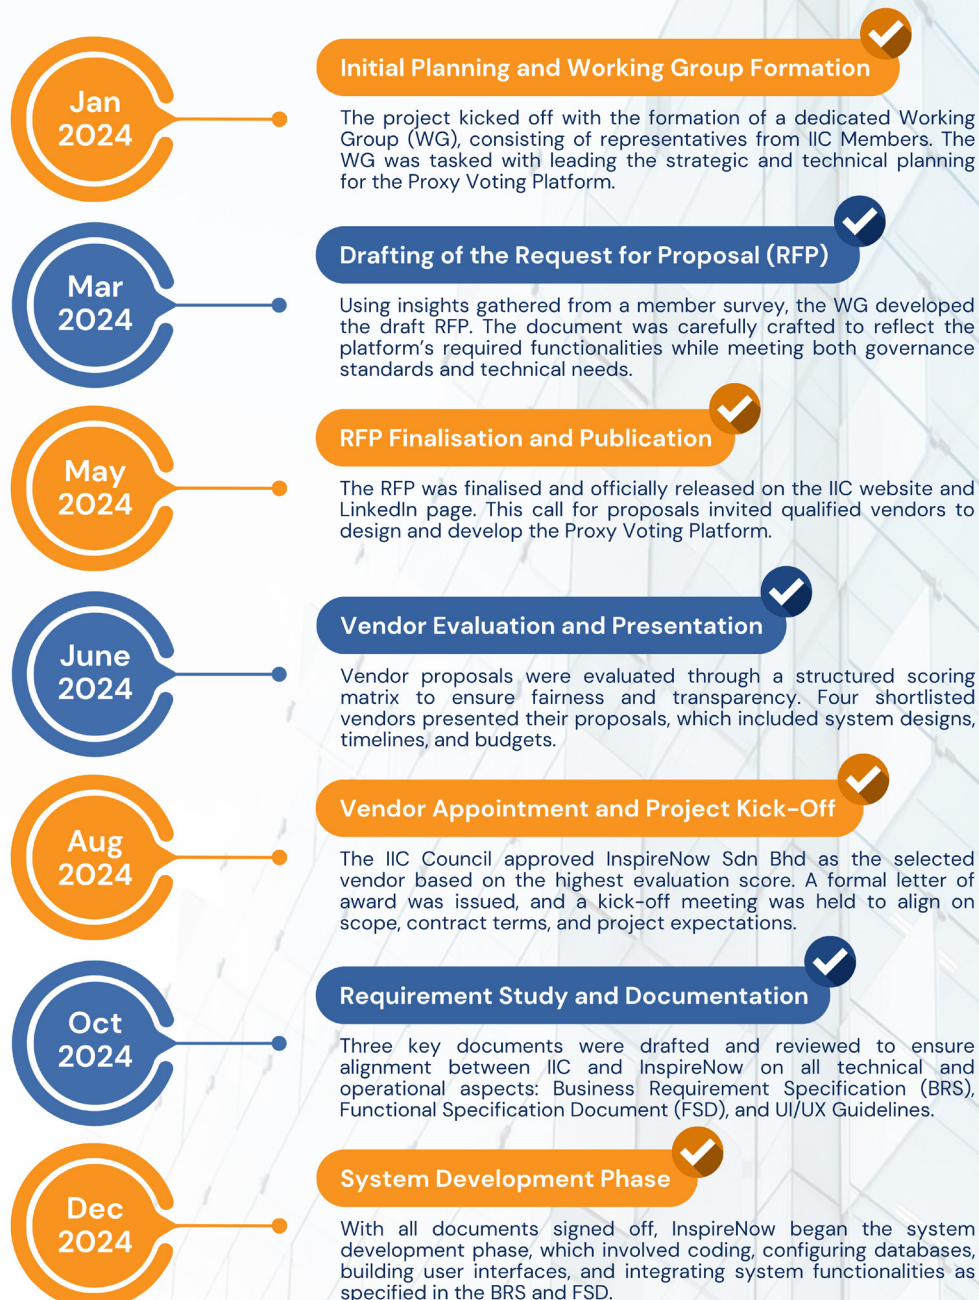 Jan
2024
Initial Planning and Working Group Formation
The project kicked off with the formation of a dedicated Working
Group (WG), consisting of representatives from IIC Members. The
WG was tasked with leading the strategic and technical planning
for the Proxy Voting Platform.
Mar
2024
Drafting of the Request for Proposal (RFP)
Using insights gathered from a member survey, the WG developed
the draft RFP. The document was carefully crafted to reflect the
platform's required functionalities while meeting both governance
standards and technical needs.
May
2024
RFP Finalisation and Publication
The RFP was finalised and officially released on the IIC website and
LinkedIn page. This call for proposals invited qualified vendors to
design and develop the Proxy Voting Platform.
June
2024
Vendor Evaluation and Presentation
Vendor proposals were evaluated through a structured scoring
matrix to ensure fairness and transparency. Four shortlisted
vendors presented their proposals, which included system designs,
timelines, and budgets.
Aug
2024
Vendor Appointment and Project Kick-Off
The IIC Council approved InspireNow Sdn Bhd as the selected
vendor based on the highest evaluation score. A formal letter of
award was issued, and a kick-off meeting was held to align on
scope, contract terms, and project expectations.
Oct
2024
Requirement Study and Documentation
Three key documents were drafted and reviewed to ensure
alignment between IIC and InspireNow on all technical and
operational aspects: Business Requirement Specification (BRS),
Functional Specification Document (FSD), and UI/UX Guidelines.
Dec
2024
System Development Phase
With all documents signed off, InspireNow began the system
development phase, which involved coding, configuring databases,
building user interfaces, and integrating system functionalities as
specified in the BRS and FSD.